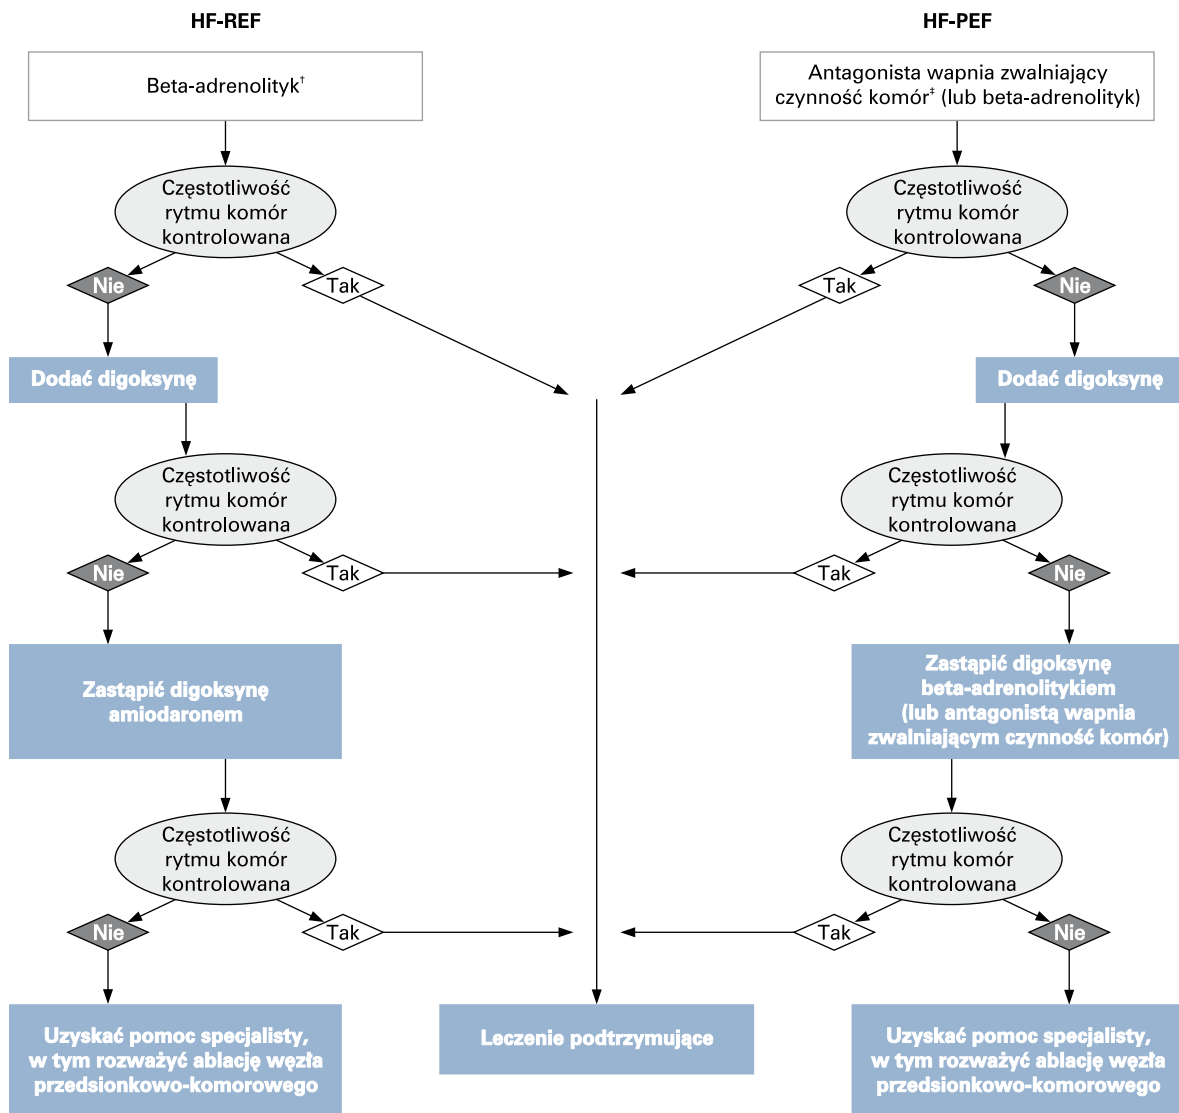 HF-REF
HF-PEF
Beta-adrenolityk†
Antagonista wapnia zwalniający
czynność komór‡ (lub beta-adrenolityk)
Częstotliwość
rytmu komór
kontrolowana
Częstotliwość
rytmu komór
kontrolowana
Nie
Tak
Tak
Nie
Dodać digoksynę
Dodać digoksynę
Częstotliwość
rytmu komór
kontrolowana
Częstotliwość
rytmu komór
kontrolowana
Nie
Tak
Tak
Nie
Zastąpić digoksynę
amiodaronem
Zastąpić digoksynę
beta-adrenolitykiem
(lub antagonistą wapnia
zwalniającym czynność komór)
Częstotliwość
rytmu komór
kontrolowana
Częstotliwość
rytmu komór
kontrolowana
Nie
Tak
Tak
Nie
Uzyskać pomoc specjalisty,
w tym rozważyć ablację węzła
przedsionkowo-komorowego
Leczenie podtrzymujące
Uzyskać pomoc specjalisty,
w tym rozważyć ablację węzła
przedsionkowo-komorowego